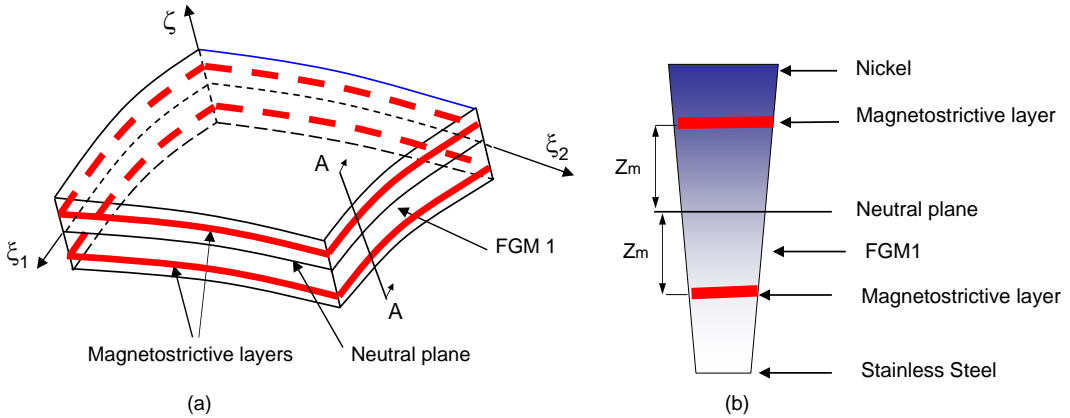 ζ
ξ2
A
FGM 1
ξ1
A
Magnetostrictive layers
Neutral plane
(a)
Nickel
Magnetostrictive layer
Zm
Neutral plane
Zm
FGM1
Magnetostrictive layer
Stainless Steel
(b)